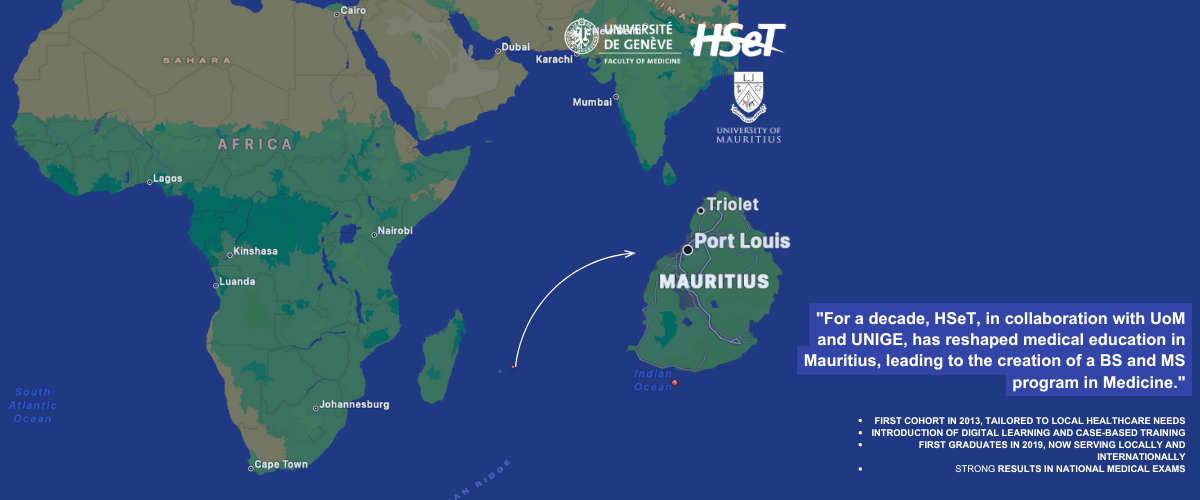 Cairo
SAHARA
Dubai
Karachi
HIMAL
UNIVERSITÉ
DE GENÈVE
FACULTY OF MEDICINE
HSeT
Mumbai
UNIVERSITY OF
MAURITIUS
AFRICA
Lagos
Nairobi
Kinshasa
Luanda
Triolet
Port Louis
MAURITIUS
Indian
Ocean
South
Atlantic
Ocean
Johannesburg
Cape Town
AN RIDGE
"For a decade, HSeT, in collaboration with UoM
and UNIGE, has reshaped medical education in
Mauritius, leading to the creation of a BS and MS
program in Medicine."
• FIRST COHORT IN 2013, TAILORED TO LOCAL HEALTHCARE NEEDS
• INTRODUCTION OF DIGITAL LEARNING AND CASE-BASED TRAINING
• FIRST GRADUATES IN 2019, NOW SERVING LOCALLY AND
INTERNATIONALLY
• STRONG RESULTS IN NATIONAL MEDICAL EXAMS